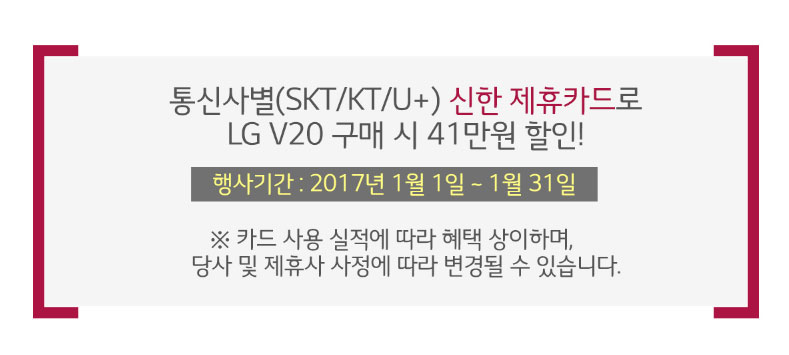 통신사별(SKT/KT/U+) 신한 제휴카드로
LG V20 구매 시 41만원 할인!
행사기간 : 2017년 1월 1일 ~ 1월 31일
※ 카드 사용 실적에 따라 혜택 상이하며,
당사 및 제휴사 사정에 따라 변경될 수 있습니다.